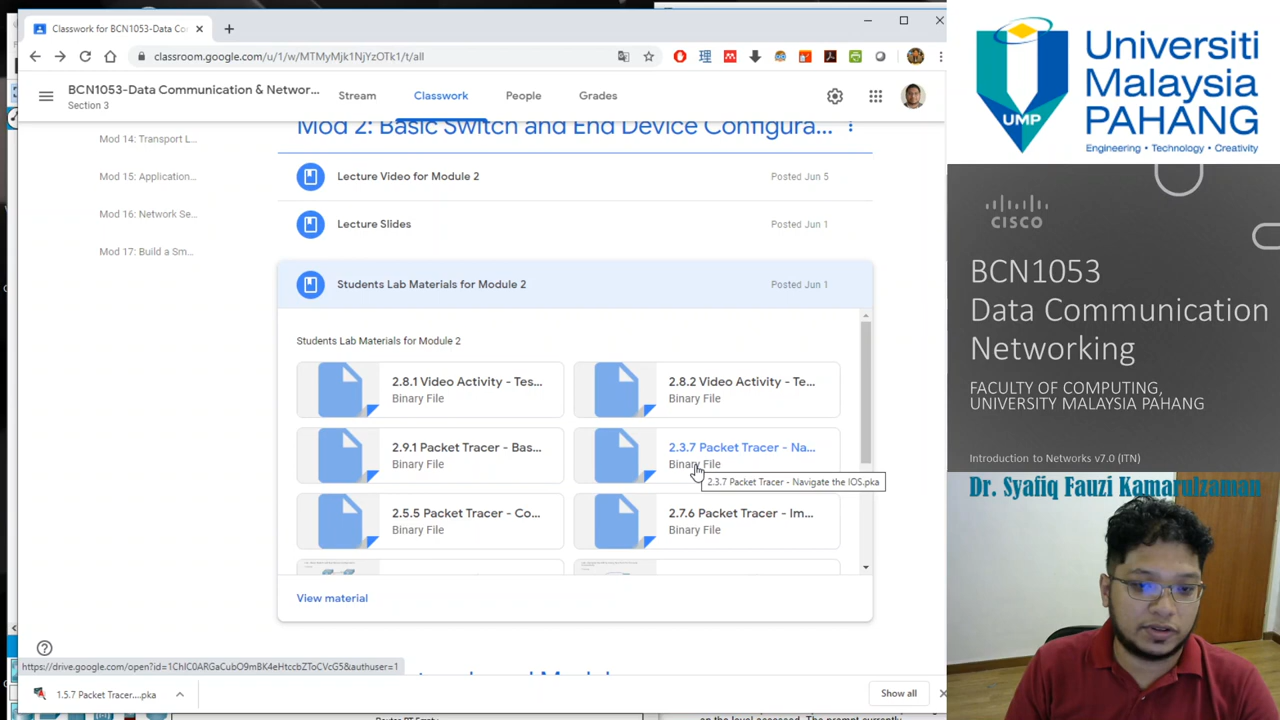 Classwork for BCN1053-Data Co
classroom.google.com/u/1/w/MTMyMjk1NjYzOTk1/t/all
BCN1053-Data Communication & Networ...
Section 3
Stream
Classwork
People
Grades
Mod 14: Transport L...
Mod 15: Application...
Mod 16: Network Se...
Mod 17: Build a Sm...
Mod 2: Basic Switch and End Device Configura...
Lecture Video for Module 2
Posted Jun 5
Lecture Slides
Posted Jun 1
Students Lab Materials for Module 2
Posted Jun 1
Students Lab Materials for Module 2
2.8.1 Video Activity - Tes...
Binary File
2.8.2 Video Activity - Te...
Binary File
2.9.1 Packet Tracer - Bas...
Binary File
2.3.7 Packet Tracer - Na...
Binary File
2.3.7 Packet Tracer - Navigate the IOS.pka
2.5.5 Packet Tracer - Co...
Binary File
2.7.6 Packet Tracer - Im...
Binary File
View material
https://drive.google.com/open?id=1ChlC0ARGaCubO9mBK4eHtccbZToCVcG5&authuser=1
1.5.7 Packet Tracer....pka
Show all
on the level accessed. The prompt currently
UMP
Universiti
Malaysia
PAHANG
Engineering • Technology • Creativity
CISCO
BCN1053
Data Communication
Networking
FACULTY OF COMPUTING,
UNIVERSITY MALAYSIA PAHANG
Introduction to Networks v7.0 (ITN)
Dr. Syafiq Fauzi Kamarulzaman